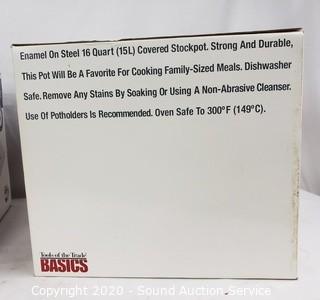 Enamel On Steel 16 Quart (15L) Covered Stockpot. Strong And Durable,
This Pot Will Be A Favorite For Cooking Family-Sized Meals. Dishwasher
Safe. Remove Any Stains By Soaking Or Using A Non-Abrasive Cleanser.
Use Of Potholders Is Recommended. Oven Safe To 300°F (149°C).
Tools of the Trade
BASICS
Copyright 2020 - Sound Auction Service